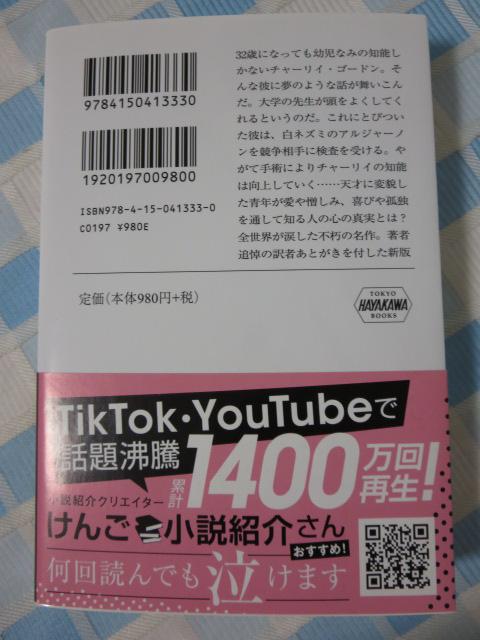 9784150413330
1920197009800
ISBN978-4-15-041333-0
C0197 ¥980E
定価(本体980円+税)
32歳になっても幼児なみの知能し
かないチャーリイ・ゴードン。そ
んな彼に夢のような話が舞いこん
だ。大学の先生が頭をよくしてく
れるというのだ。これにとびつい
た彼は、白ネズミのアルジャーノ
ンを競争相手に検査を受ける。や
がて手術によりチャーリイの知能
は向上していく……天才に変貌し
た青年が愛や憎しみ、喜びや孤独
を通して知る人の心の真実とは?
全世界が涙した不朽の名作。著者
追悼の訳者あとがきを付した新版
TOKYO
HAYAKAWA
BOOKS
TikTok・YouTubeで
話題沸騰
累計
1400万回
再生!
小説紹介クリエイター
けんご 小説紹介さん
おすすめ!
何回読んでも泣けます